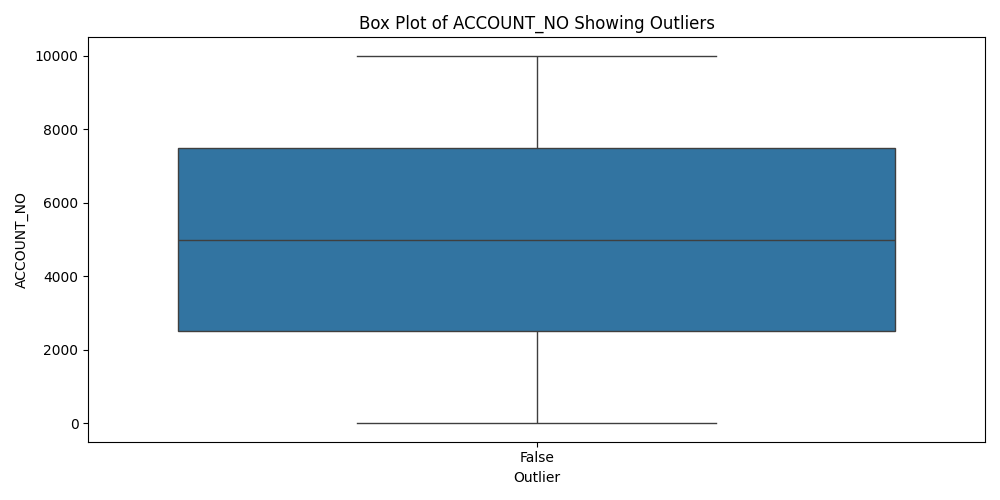 Box Plot of ACCOUNT_NO Showing Outliers
10000
8000
6000
4000
2000
0
ACCOUNT_NO
False
Outlier